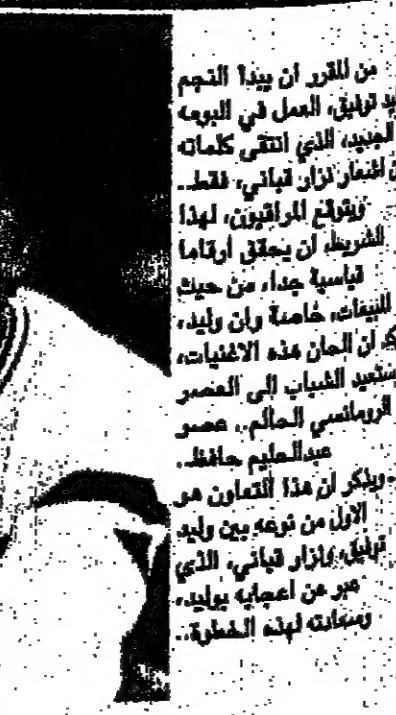 من المقرر ان يبدأ النجم
وليد توفيق، العمل في البومه
الجديد، الذي انتقى كلماته
من اشعار نزار قباني، فقط..
ويتوقع المراقبون، لهذا
الشريط، ان يحقق ارقاما
قياسية جدا، من حيث
المبيعات، خاصة وان وليد،
ان الحان هذه الاغنيات،
ستعيد الشباب الى العصر
الرومانسي الحالم.. عصر
عبدالحليم حافظ..
ويذكر ان هذا التعاون هو
الاول من نوعه بين وليد
توفيق، ونزار قباني، الذي
عبر عن اعجابه بوليد،
وسعادته لهذه الخطوة..